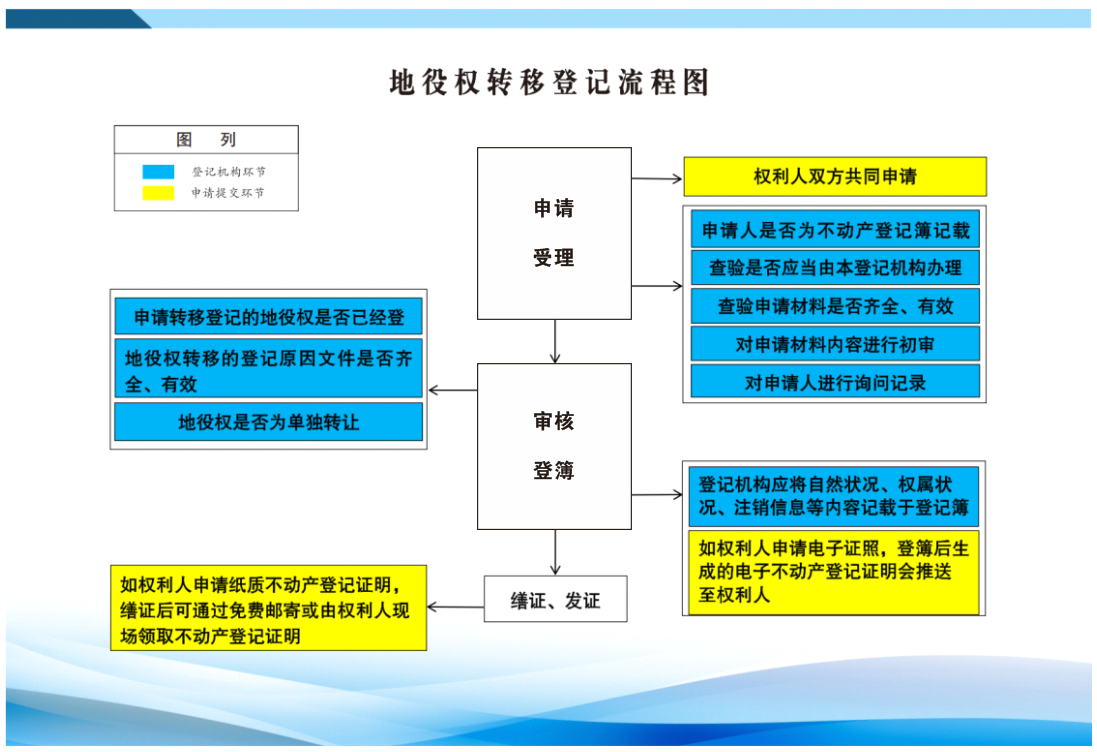 地役权转移登记流程图
图 列
登记机构环节
申请提交环节
申请
受理
权利人双方共同申请
申请人是否为不动产登记簿记载
查验是否应当由本登记机构办理
查验申请材料是否齐全、有效
对申请材料内容进行初审
对申请人进行询问记录
申请转移登记的地役权是否已经登
地役权转移的登记原因文件是否齐
全、有效
地役权是否为单独转让
审核
登簿
登记机构应将自然状况、权属状
况、注销信息等内容记载于登记簿
如权利人申请电子证照，登簿后生
成的电子不动产登记证明会推送
至权利人
缮证、发证
如权利人申请纸质不动产登记证明，
缮证后可通过免费邮寄或由权利人现
场领取不动产登记证明